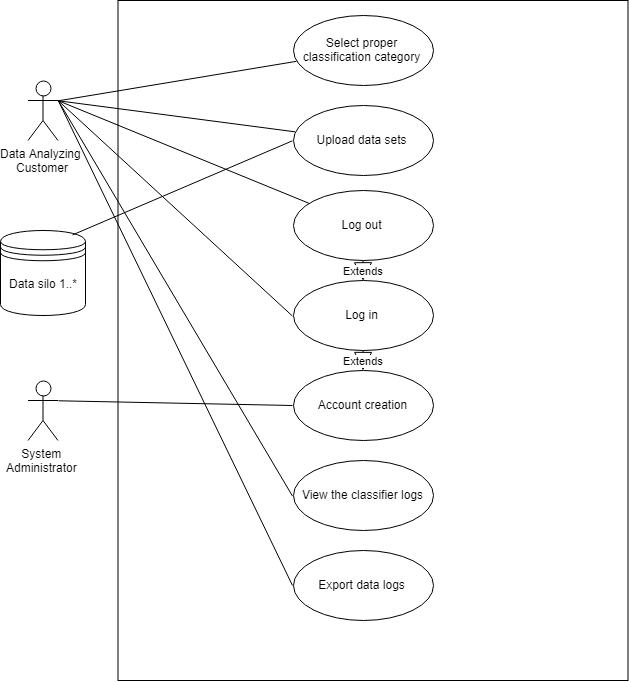 Select proper
classification category
Data Analyzing
Customer
Upload data sets
Log out
Data silo 1..*
Extends
Log in
Extends
Account creation
System
Administrator
View the classifier logs
Export data logs